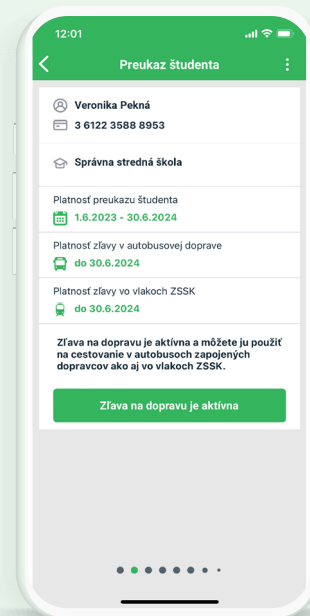 12:01
Preukaz študenta
Veronika Pekná
3 6122 3588 8953
Správna stredná škola
Platnosť preukazu študenta
1.6.2023 - 30.6.2024
Platnosť zľavy v autobusovej doprave
do 30.6.2024
Platnosť zľavy vo vlakoch ZSSK
do 30.6.2024
Zľava na dopravu je aktívna a môžete ju použiť
na cestovanie v autobusoch zapojených
dopravcov ako aj vo vlakoch ZSSK.
Zľava na dopravu je aktívna